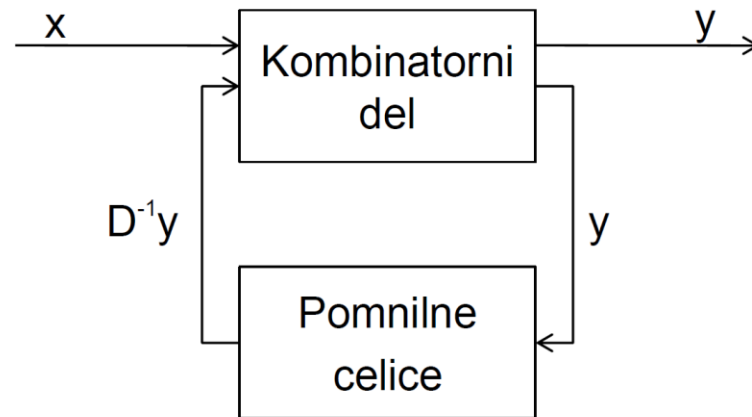 x
y
Kombinatorni
del
D⁻¹y
y
Pomnilne
celice